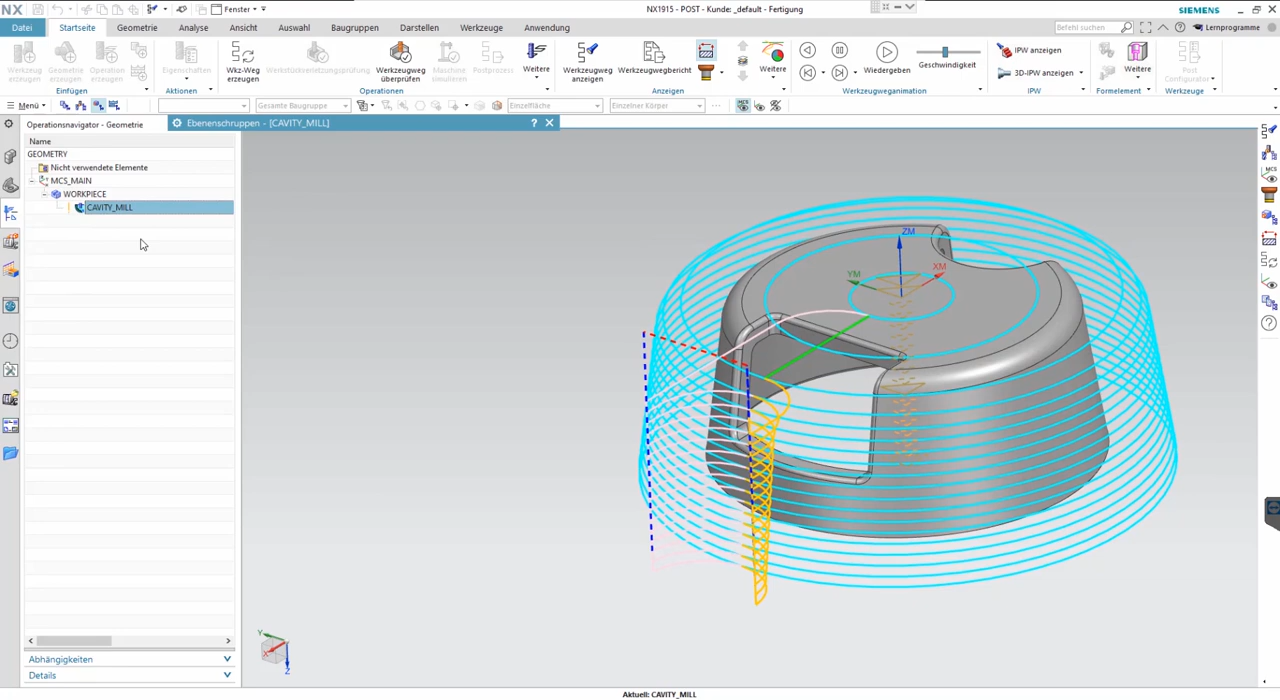 NX
Fenster
NX1915 - POST - Kunde: _default - Fertigung
SIEMENS
Datei
Startseite
Geometrie
Analyse
Ansicht
Auswahl
Baugruppen
Darstellen
Werkzeuge
Anwendung
Befehl suchen
Lernprogramme
Werkzeug erzeugen
Geometrie erzeugen
Operation erzeugen
Einfügen
Eigenschaften
Aktionen
Wkz-Weg erzeugen
Werkstückverletzungsprüfung
Werkzeugweg überprüfen
Maschine simulieren
Postprozess
Weitere
Operationen
Werkzeugweg anzeigen
Werkzeugwegbericht
Weitere
Anzeigen
Wiedergeben
Geschwindigkeit
Werkzeugweganimation
IPW anzeigen
3D-IPW anzeigen
IPW
Weitere
Formelement
Post Configurator
Werkzeuge
Menü
Gesamte Baugruppe
Einzelfläche
Einzelner Körper
Operationsnavigator - Geometrie
Ebenenschruppen - [CAVITY_MILL]
Name
GEOMETRY
Nicht verwendete Elemente
MCS_MAIN
WORKPIECE
CAVITY_MILL
ZM
YM
XM
MCS
Y
X
Z
Abhängigkeiten
Details
Aktuell: CAVITY_MILL